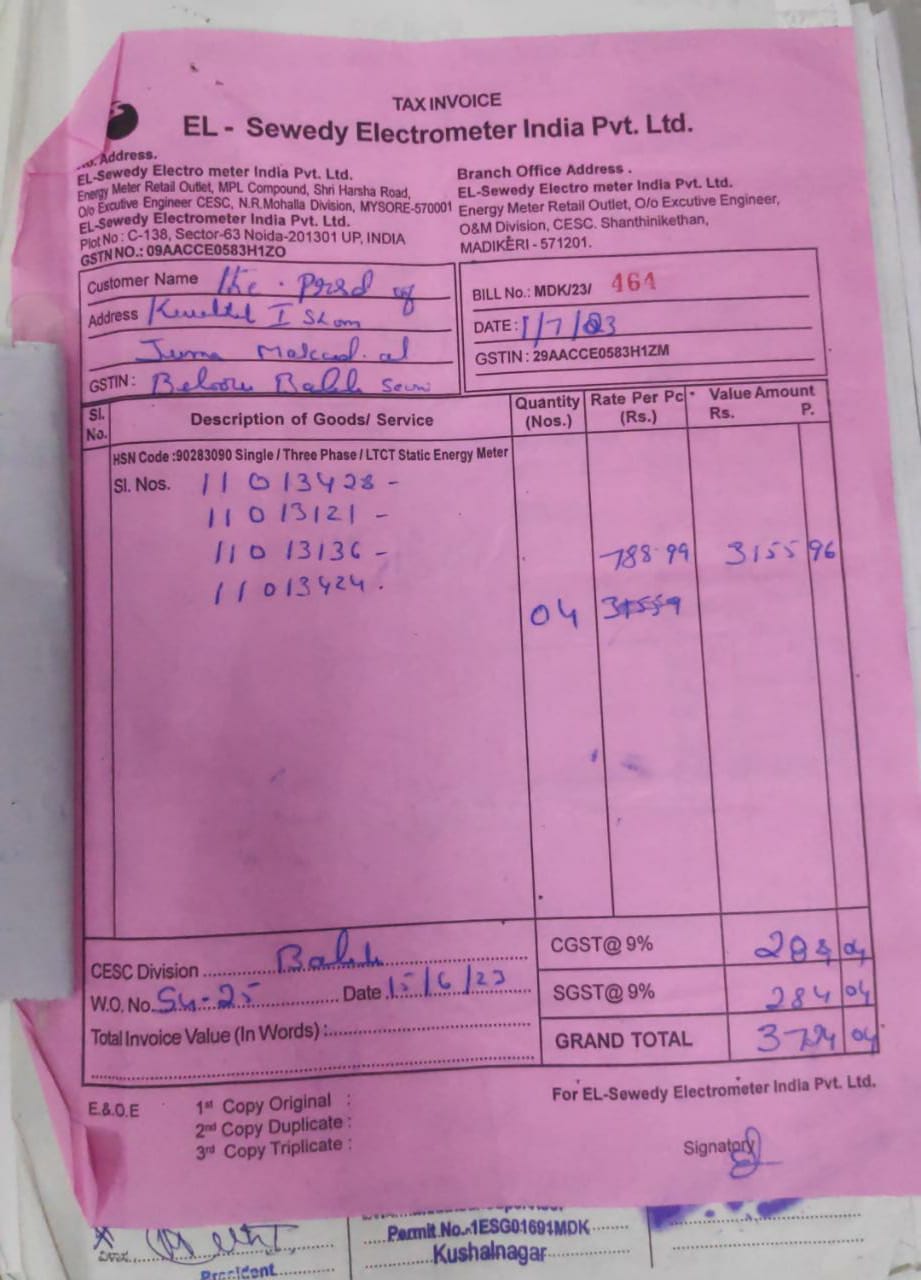 TAX INVOICE
EL - Sewedy Electrometer India Pvt. Ltd.
Address.
EL-Sewedy Electro meter India Pvt. Ltd.
Energy Meter Retail Outlet, MPL Compound, Shri Harsha Road,
O/o Excutive Engineer CESC, N.R.Mohalla Division, MYSORE-570001
EL-Sewedy Electrometer India Pvt. Ltd.
Plot No : C-138, Sector-63 Noida-201301 UP, INDIA
GSTN NO.: 09AACCE0583H1ZO
Branch Office Address .
EL-Sewedy Electro meter India Pvt. Ltd.
Energy Meter Retail Outlet, O/o Excutive Engineer,
O&M Division, CESC. Shanthinikethan,
MADIKERI - 571201.
Customer Name the
Address
Juma
GSTIN :
BILL No.: MDK/23/ 464
DATE : 1/7/23
GSTIN : 29AACCE0583H1ZM
Sl. No. Description of Goods/ Service Quantity (Nos.) Rate Per Pc (Rs.) Value Amount Rs. P.
HSN Code :90283090 Single / Three Phase / LTCT Static Energy Meter
Sl. Nos. 11013428 -
11013121 -
11013136 - 788.99 3155 96
11013424.
04
CESC Division
W.O. No. Date 15/6/23
Total Invoice Value (In Words) :
CGST@ 9% 284 04
SGST@ 9% 284 04
GRAND TOTAL 3724 04
E.&.O.E
1st Copy Original :
2nd Copy Duplicate :
3rd Copy Triplicate :
For EL-Sewedy Electrometer India Pvt. Ltd.
Signatory
Permit No.-1ESG01691MDK
Kushalnagar
President